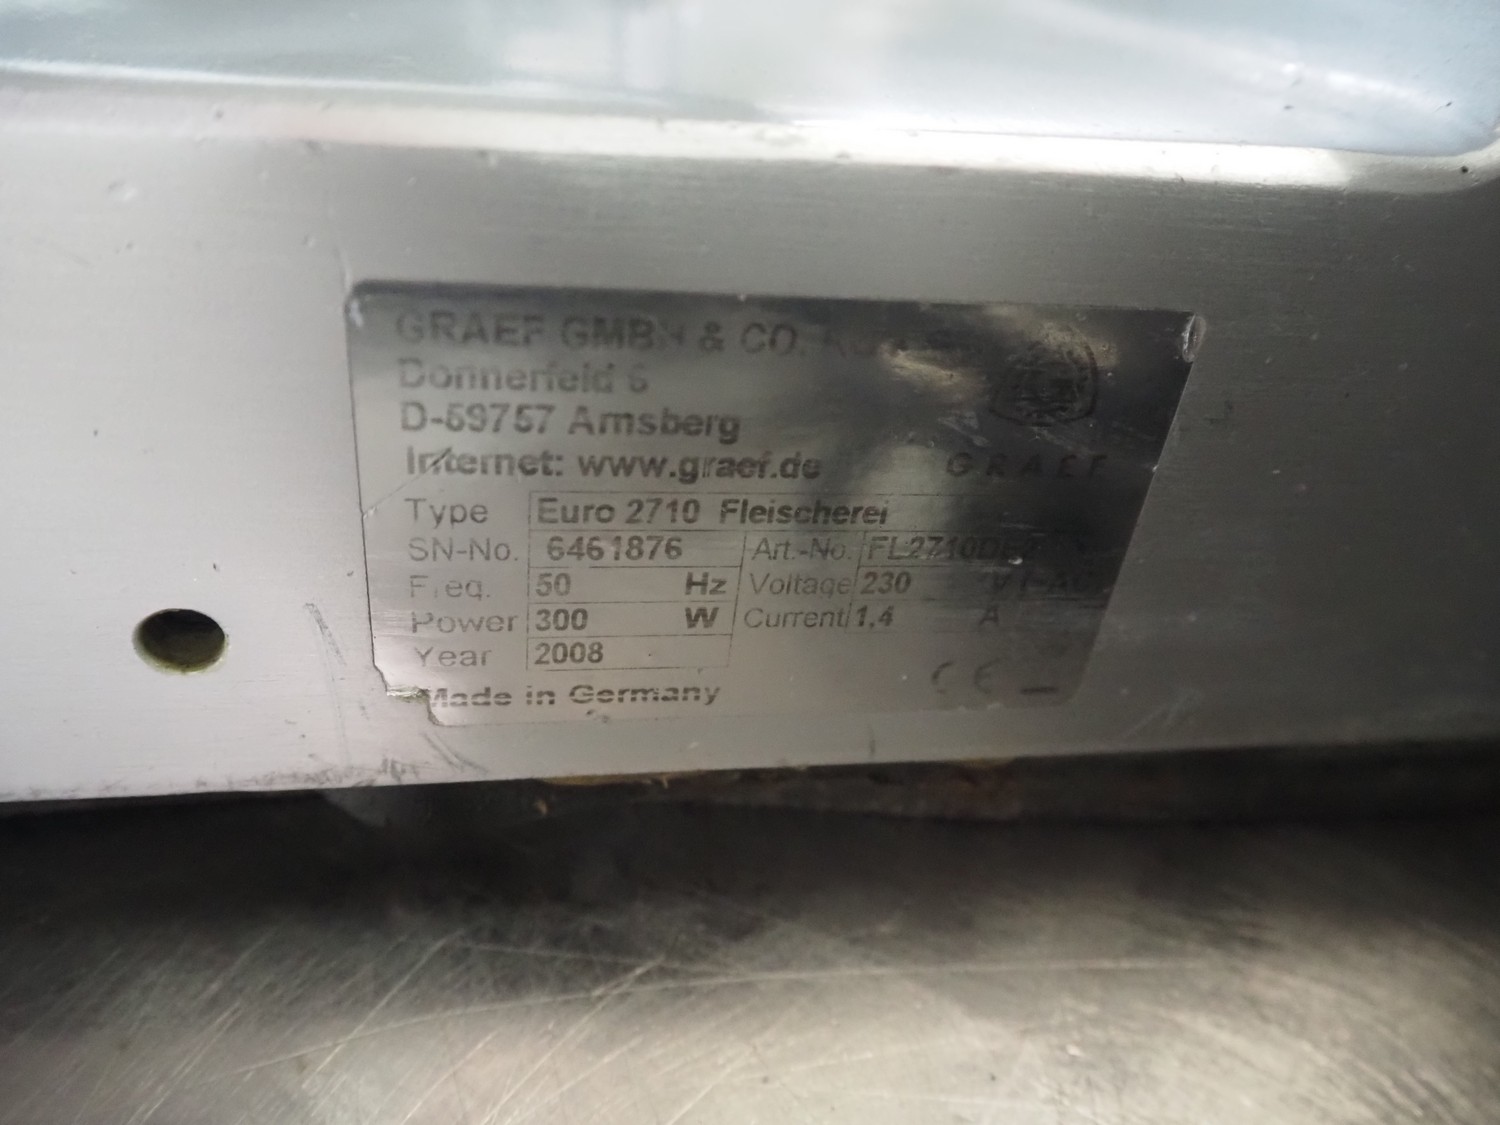 GRAEF GMBH & CO. KG
Donnerfeld 6
D-59757 Arnsberg
Internet: www.graef.de
GRAEF
Type Euro 2710 Fleischerei
SN-No. 6461876 Art.-No.
Freq. 50 Hz Voltage 230 V
Power 300 W Current 1,4 A
Year 2008
Made in Germany CE